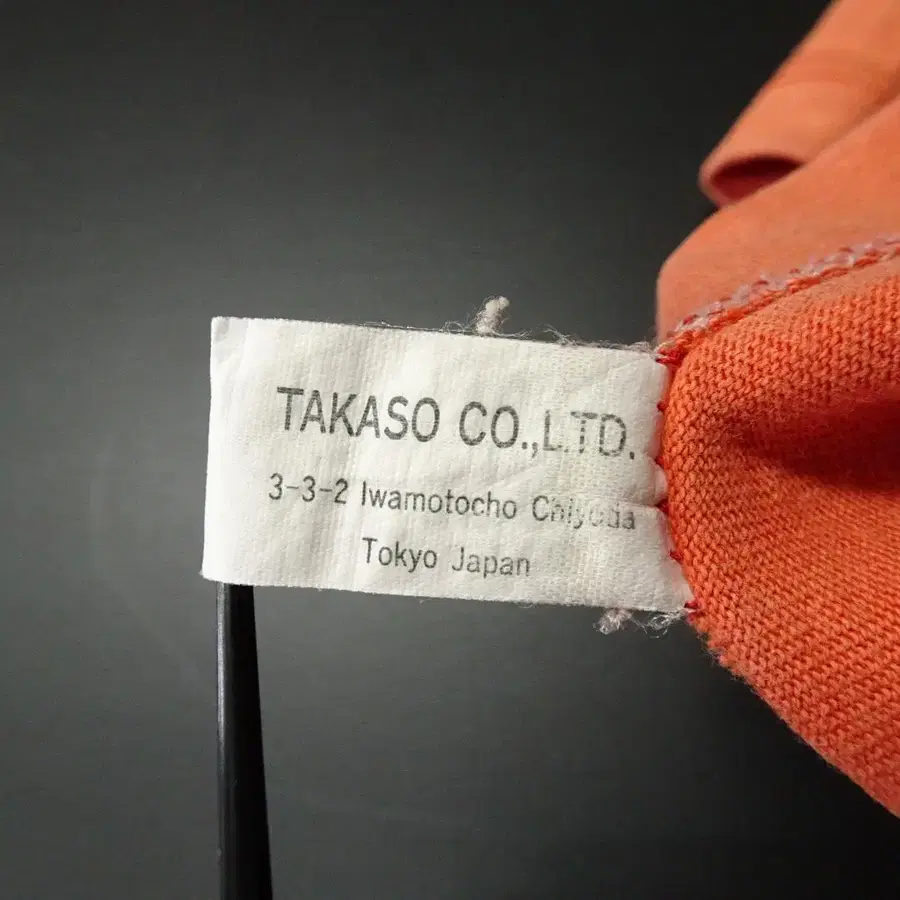 TAKASO CO.,LTD.
3-3-2 Iwamotocho Chiyoda
Tokyo Japan